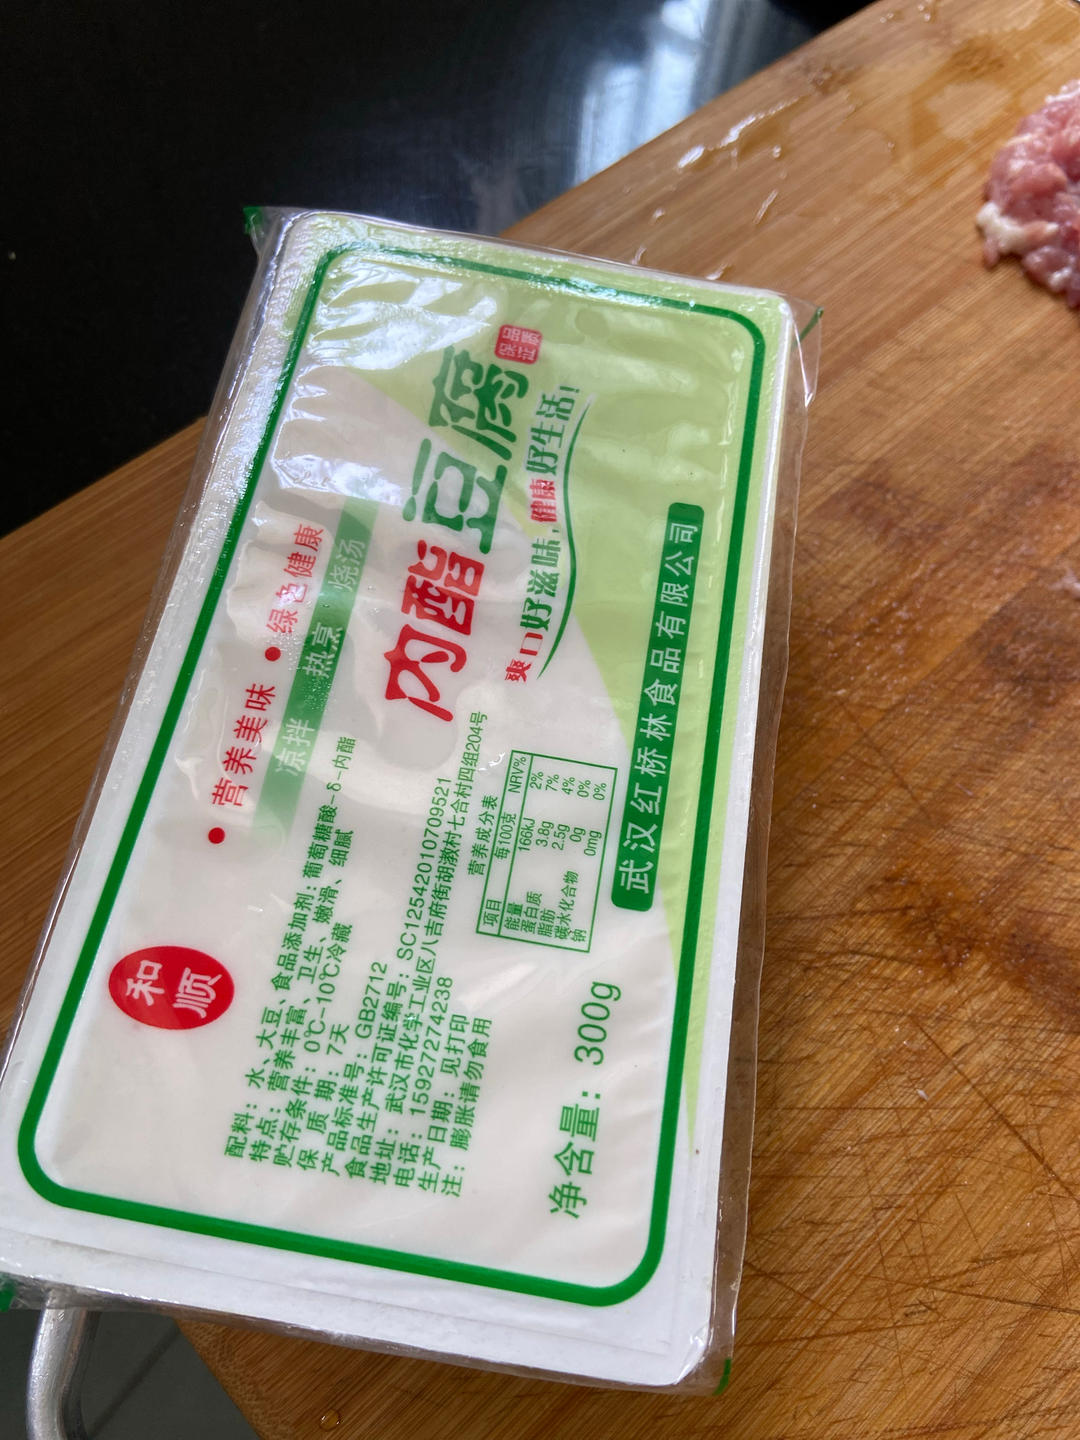 和顺
• 营养美味 • 绿色健康
凉拌 热烹 烧汤
内酯豆腐
品质保证
爽口好滋味,健康好生活!
配料:水、大豆、食品添加剂:葡萄糖酸-δ-内酯
特点:营养丰富、卫生、嫩滑、细腻
贮存条件:0℃-10℃冷藏
保质期:7天
产品标准号:GB2712
食品生产许可证编号:SC12542010709521
地址:武汉市化学工业区八吉府街胡漖村七合村四组204号
电话:15927274238
生产日期:见打印
注:膨胀请勿食用
营养成分表
项目 每100克 NRV%
能量 166kJ 2%
蛋白质 3.8g 7%
脂肪 2.5g 4%
碳水化合物 0g 0%
钠 0mg 0%
净含量:300g
武汉红桥林食品有限公司